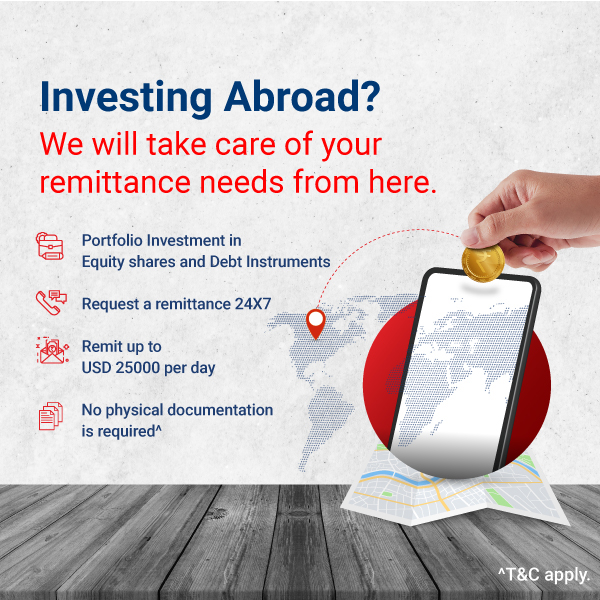 Investing Abroad?
We will take care of your
remittance needs from here.
Portfolio Investment in
Equity shares and Debt Instruments
Request a remittance 24X7
Remit up to
USD 25000 per day
No physical documentation
is required^
^T&C apply.